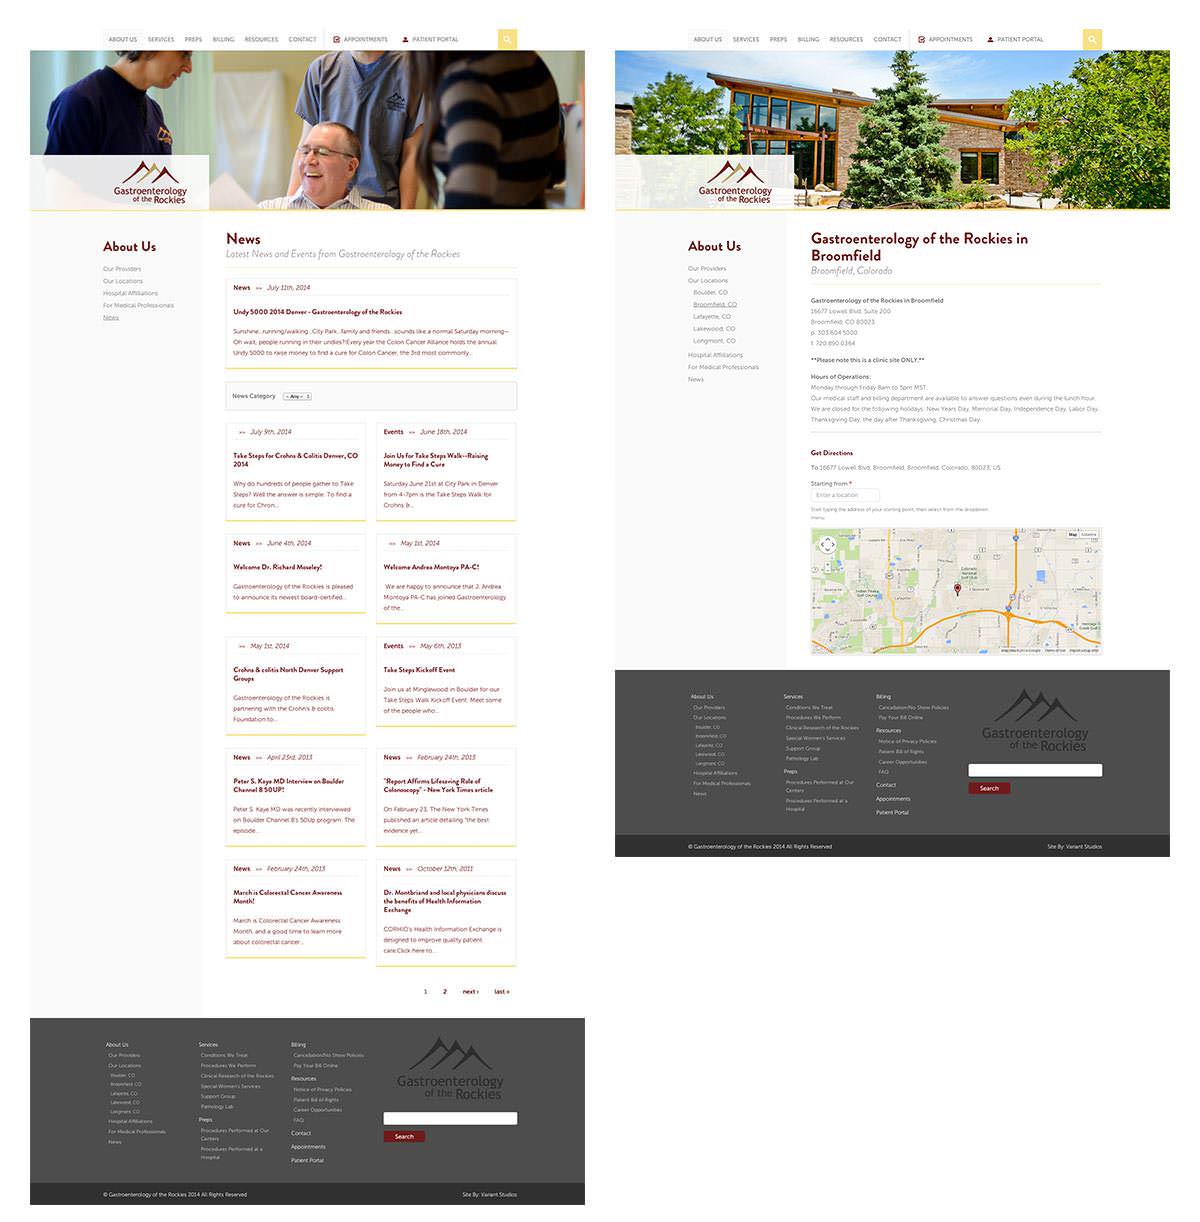 ABOUT US SERVICES PREPS BILLING RESOURCES CONTACT APPOINTMENTS PATIENT PORTAL
Gastroenterology
of the Rockies
About Us
Our Providers
Our Locations
Hospital Affiliations
For Medical Professionals
News
News
Latest News and Events from Gastroenterology of the Rockies
News >> July 11th, 2014
Undy 5000 2014 Denver - Gastroenterology of the Rockies
Sunshine...running/walking...City Park...family and friends...sounds like a normal Saturday morning--
Oh wait, people running in their undies?!Every year the Colon Cancer Alliance holds the annual
Undy 5000 to raise money to find a cure for Colon Cancer, the 3rd most commonly...
News Category - Any -
>> July 9th, 2014
Take Steps for Crohns & Colitis Denver, CO
2014
Why do hundreds of people gather to Take
Steps? Well the answer is simple. To find a
cure for Chron...
Events >> June 18th, 2014
Join Us for Take Steps Walk--Raising
Money to Find a Cure
Saturday June 21st at City Park in Denver
from 4-7pm is the Take Steps Walk for
Crohns &...
News >> June 4th, 2014
Welcome Dr. Richard Moseley!
Gastroenterology of the Rockies is pleased
to announce its newest board-certified...
>> May 1st, 2014
Welcome Andrea Montoya PA-C!
We are happy to announce that J. Andrea
Montoya PA-C has joined Gastroenterology
of the...
>> May 1st, 2014
Crohns & colitis North Denver Support
Groups
Gastroenterology of the Rockies is
partnering with the Crohn's & colitis
Foundation to...
Events >> May 6th, 2013
Take Steps Kickoff Event
Join us at Minglewood in Boulder for our
Take Steps Walk Kickoff Event. Meet some
of the people who...
News >> April 23rd, 2013
Peter S. Kaye MD Interview on Boulder
Channel 8 50UP!
Peter S. Kaye MD was recently interviewed
on Boulder Channel 8's 50Up program. The
episode...
News >> February 24th, 2013
"Report Affirms Lifesaving Role of
Colonoscopy" - New York Times article
On February 23, The New York Times
published an article detailing "the best
evidence yet...
News >> February 24th, 2013
March is Colorectal Cancer Awareness
Month!
March is Colorectal Cancer Awareness
Month, and a good time to learn more
about colorectal cancer...
News >> October 12th, 2011
Dr. Montbriand and local physicians discuss
the benefits of Health Information
Exchange
CORHIO's Health Information Exchange is
designed to improve quality patient
care.Click here to...
1 2 next › last »
About Us
Our Providers
Our Locations
Boulder, CO
Broomfield, CO
Lafayette, CO
Lakewood, CO
Longmont, CO
Hospital Affiliations
For Medical Professionals
News
Services
Conditions We Treat
Procedures We Perform
Clinical Research of the Rockies
Special Women's Services
Support Group
Pathology Lab
Preps
Procedures Performed at Our
Centers
Procedures Performed at a
Hospital
Billing
Cancellation/No Show Policies
Pay Your Bill Online
Resources
Notice of Privacy Policies
Patient Bill of Rights
Career Opportunities
FAQ
Contact
Appointments
Patient Portal
Gastroenterology
of the Rockies
Search
© Gastroenterology of the Rockies 2014 All Rights Reserved
Site By: Variant Studios
ABOUT US SERVICES PREPS BILLING RESOURCES CONTACT APPOINTMENTS PATIENT PORTAL
Gastroenterology
of the Rockies
About Us
Our Providers
Our Locations
Boulder, CO
Broomfield, CO
Lafayette, CO
Lakewood, CO
Longmont, CO
Hospital Affiliations
For Medical Professionals
News
Gastroenterology of the Rockies in
Broomfield
Broomfield, Colorado
Gastroenterology of the Rockies in Broomfield
16677 Lowell Blvd, Suite 200
Broomfield, CO 80023
p. 303.604.5000
f. 720.890.0364
**Please note this is a clinic site ONLY.**
Hours of Operations:
Monday through Friday 8am to 5pm MST.
Our medical staff and billing department are available to answer questions even during the lunch hour.
We are closed for the following holidays: New Years Day, Memorial Day, Independence Day, Labor Day,
Thanksgiving Day, the day after Thanksgiving, Christmas Day.
Get Directions
To 16677 Lowell Blvd, Broomfield, Broomfield, Colorado, 80023, US
Starting from *
Enter a location
Start typing the address of your starting point, then select from the dropdown
menu.
Map Satellite
About Us
Our Providers
Our Locations
Boulder, CO
Broomfield, CO
Lafayette, CO
Lakewood, CO
Longmont, CO
Hospital Affiliations
For Medical Professionals
News
Services
Conditions We Treat
Procedures We Perform
Clinical Research of the Rockies
Special Women's Services
Support Group
Pathology Lab
Preps
Procedures Performed at Our
Centers
Procedures Performed at a
Hospital
Billing
Cancellation/No Show Policies
Pay Your Bill Online
Resources
Notice of Privacy Policies
Patient Bill of Rights
Career Opportunities
FAQ
Contact
Appointments
Patient Portal
Gastroenterology
of the Rockies
Search
© Gastroenterology of the Rockies 2014 All Rights Reserved
Site By: Variant Studios